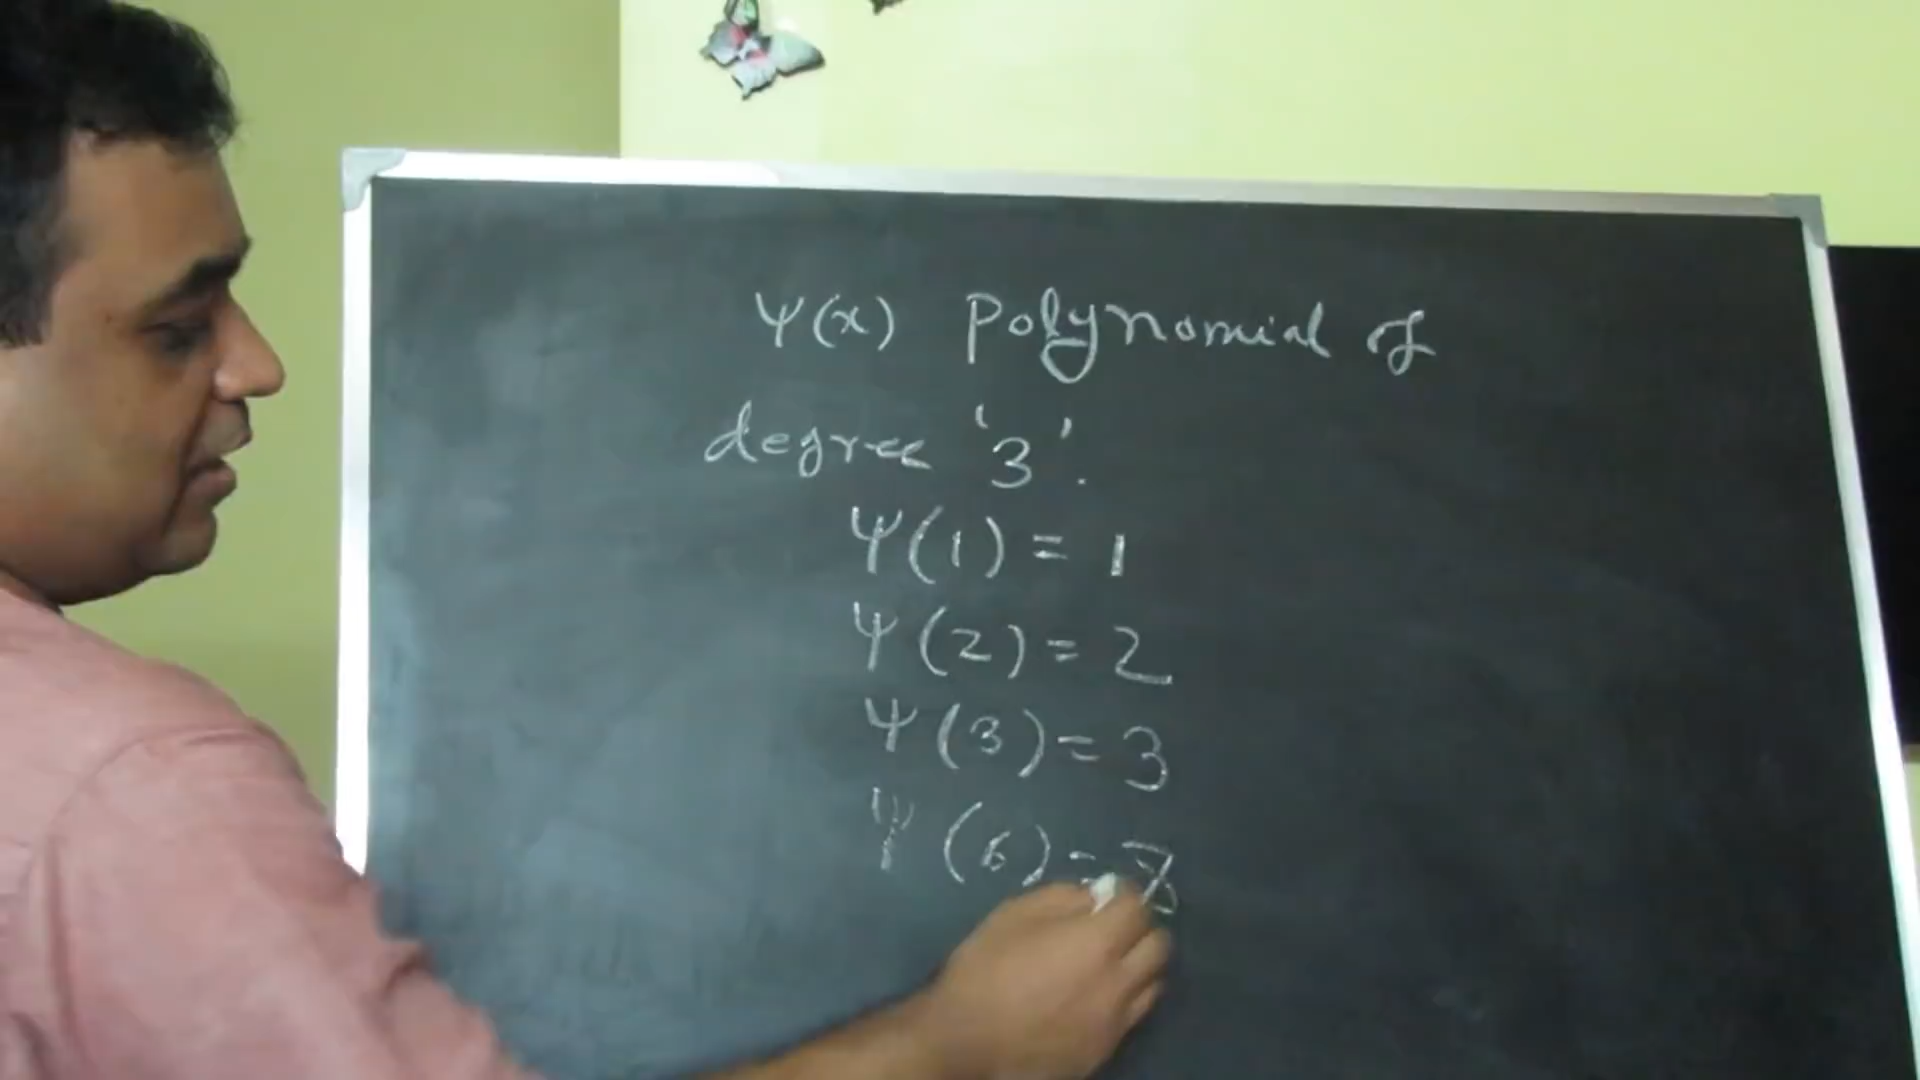 Ψ(x) Polynomial of
degree '3'.
Ψ(1) = 1
Ψ(2) = 2
Ψ(3) = 3
Ψ(6) =